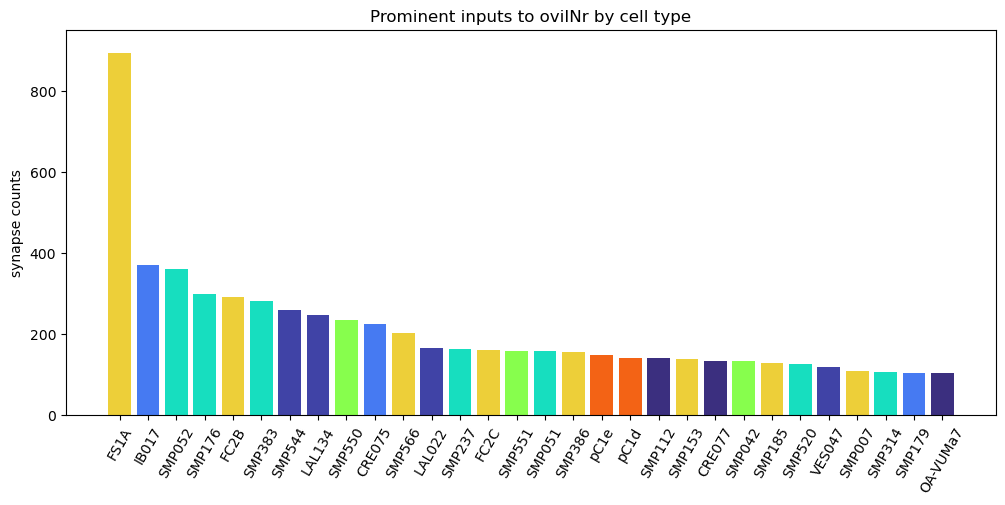 Prominent inputs to oviINr by cell type
synapse counts
800
600
400
200
0
FS1A
IB017
SMP052
SMP176
FC2B
SMP383
SMP544
LAL134
SMP550
CRE075
SMP566
LAL022
SMP237
FC2C
SMP551
SMP051
SMP386
pC1e
pC1d
SMP112
SMP153
CRE077
SMP042
SMP185
SMP520
VES047
SMP007
SMP314
SMP179
OA-VUMa7